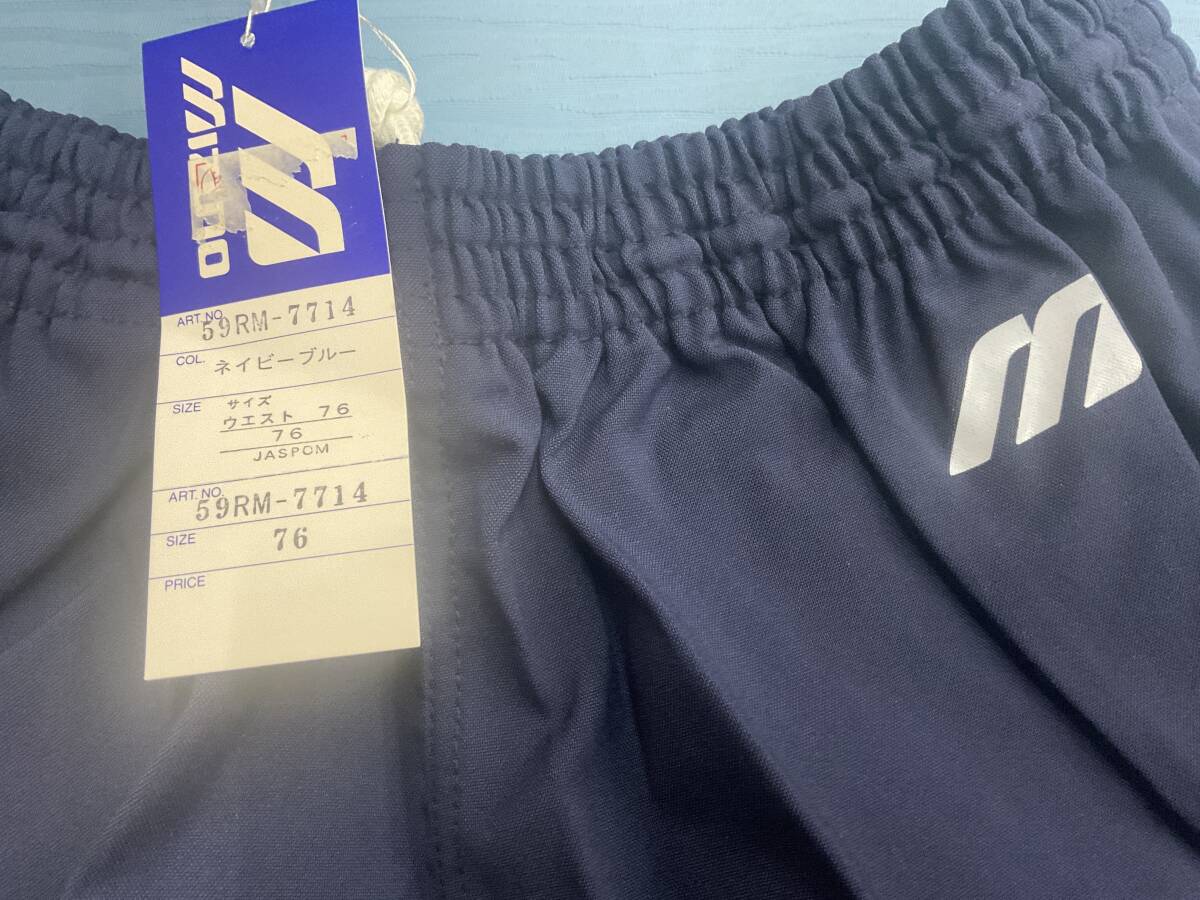 MIZUNO
ART.NO. 59RM-7714
COL. ネイビーブルー
SIZE サイズ
ウエスト 76
76
JASPOM
ART.NO. 59RM-7714
SIZE 76
PRICE